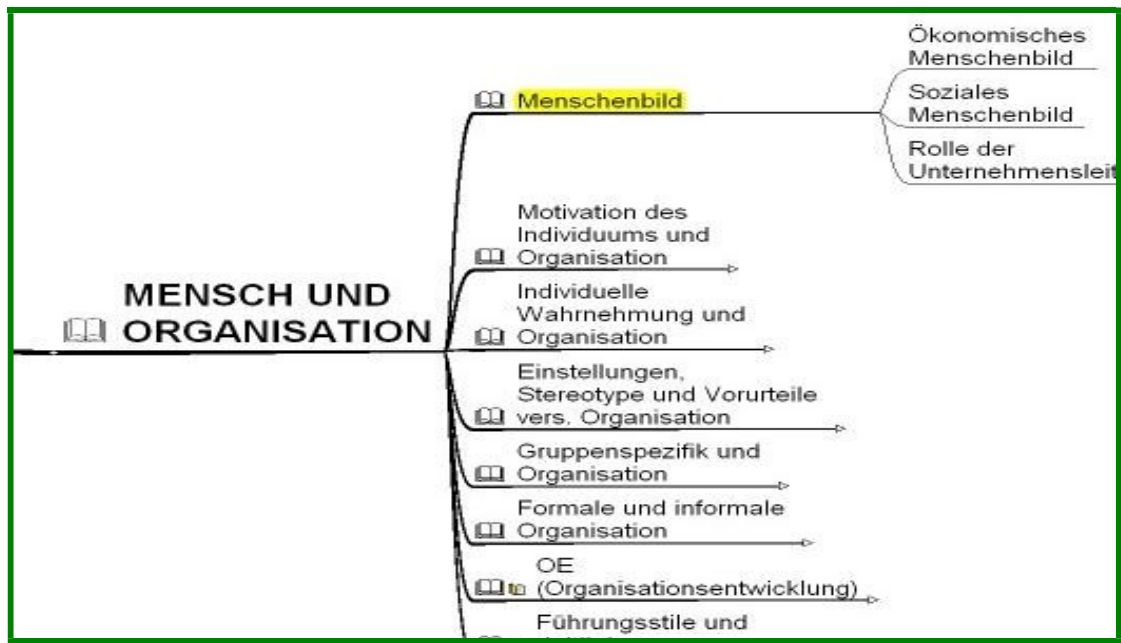 Ökonomisches
Menschenbild
Menschenbild
Soziales
Menschenbild
Rolle der
Unternehmensleit
Motivation des
Individuums und
Organisation
MENSCH UND
ORGANISATION
Individuelle
Wahrnehmung und
Organisation
Einstellungen,
Stereotype und Vorurteile
vers. Organisation
Gruppenspezifik und
Organisation
Formale und informale
Organisation
OE
(Organisationsentwicklung)
Führungsstile und